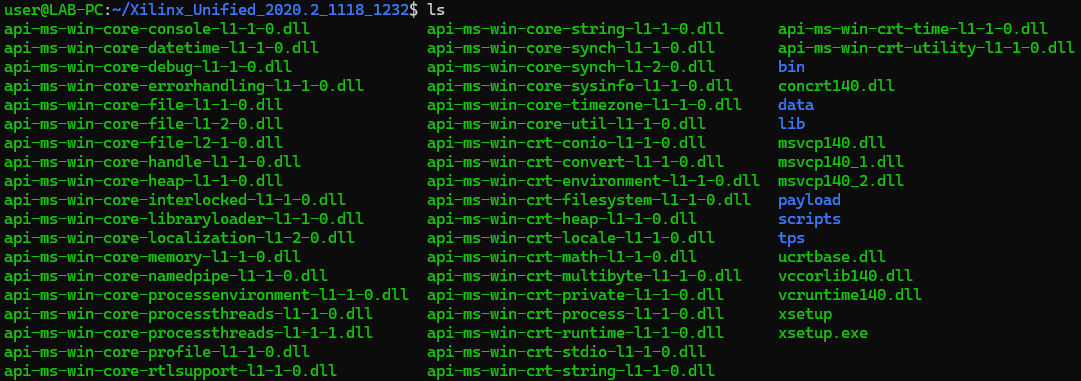 user@LAB-PC:~/Xilinx_Unified_2020.2_1118_1232$ ls
api-ms-win-core-console-l1-1-0.dll api-ms-win-core-string-l1-1-0.dll api-ms-win-crt-time-l1-1-0.dll
api-ms-win-core-datetime-l1-1-0.dll api-ms-win-core-synch-l1-1-0.dll api-ms-win-crt-utility-l1-1-0.dll
api-ms-win-core-debug-l1-1-0.dll api-ms-win-core-synch-l1-2-0.dll bin
api-ms-win-core-errorhandling-l1-1-0.dll api-ms-win-core-sysinfo-l1-1-0.dll concrt140.dll
api-ms-win-core-file-l1-1-0.dll api-ms-win-core-timezone-l1-1-0.dll data
api-ms-win-core-file-l1-2-0.dll api-ms-win-core-util-l1-1-0.dll lib
api-ms-win-core-file-l2-1-0.dll api-ms-win-crt-conio-l1-1-0.dll msvcp140.dll
api-ms-win-core-handle-l1-1-0.dll api-ms-win-crt-convert-l1-1-0.dll msvcp140_1.dll
api-ms-win-core-heap-l1-1-0.dll api-ms-win-crt-environment-l1-1-0.dll msvcp140_2.dll
api-ms-win-core-interlocked-l1-1-0.dll api-ms-win-crt-filesystem-l1-1-0.dll payload
api-ms-win-core-libraryloader-l1-1-0.dll api-ms-win-crt-heap-l1-1-0.dll scripts
api-ms-win-core-localization-l1-2-0.dll api-ms-win-crt-locale-l1-1-0.dll tps
api-ms-win-core-memory-l1-1-0.dll api-ms-win-crt-math-l1-1-0.dll ucrtbase.dll
api-ms-win-core-namedpipe-l1-1-0.dll api-ms-win-crt-multibyte-l1-1-0.dll vccorlib140.dll
api-ms-win-core-processenvironment-l1-1-0.dll api-ms-win-crt-private-l1-1-0.dll vcruntime140.dll
api-ms-win-core-processthreads-l1-1-0.dll api-ms-win-crt-process-l1-1-0.dll xsetup
api-ms-win-core-processthreads-l1-1-1.dll api-ms-win-crt-runtime-l1-1-0.dll xsetup.exe
api-ms-win-core-profile-l1-1-0.dll api-ms-win-crt-stdio-l1-1-0.dll
api-ms-win-core-rtlsupport-l1-1-0.dll api-ms-win-crt-string-l1-1-0.dll